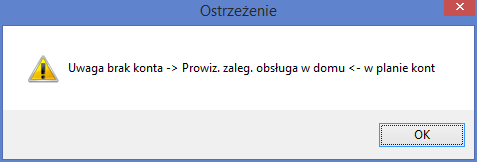 Ostrzeżenie
Uwaga brak konta -> Prowiz. zaleg. obsługa w domu <- w planie kont
OK